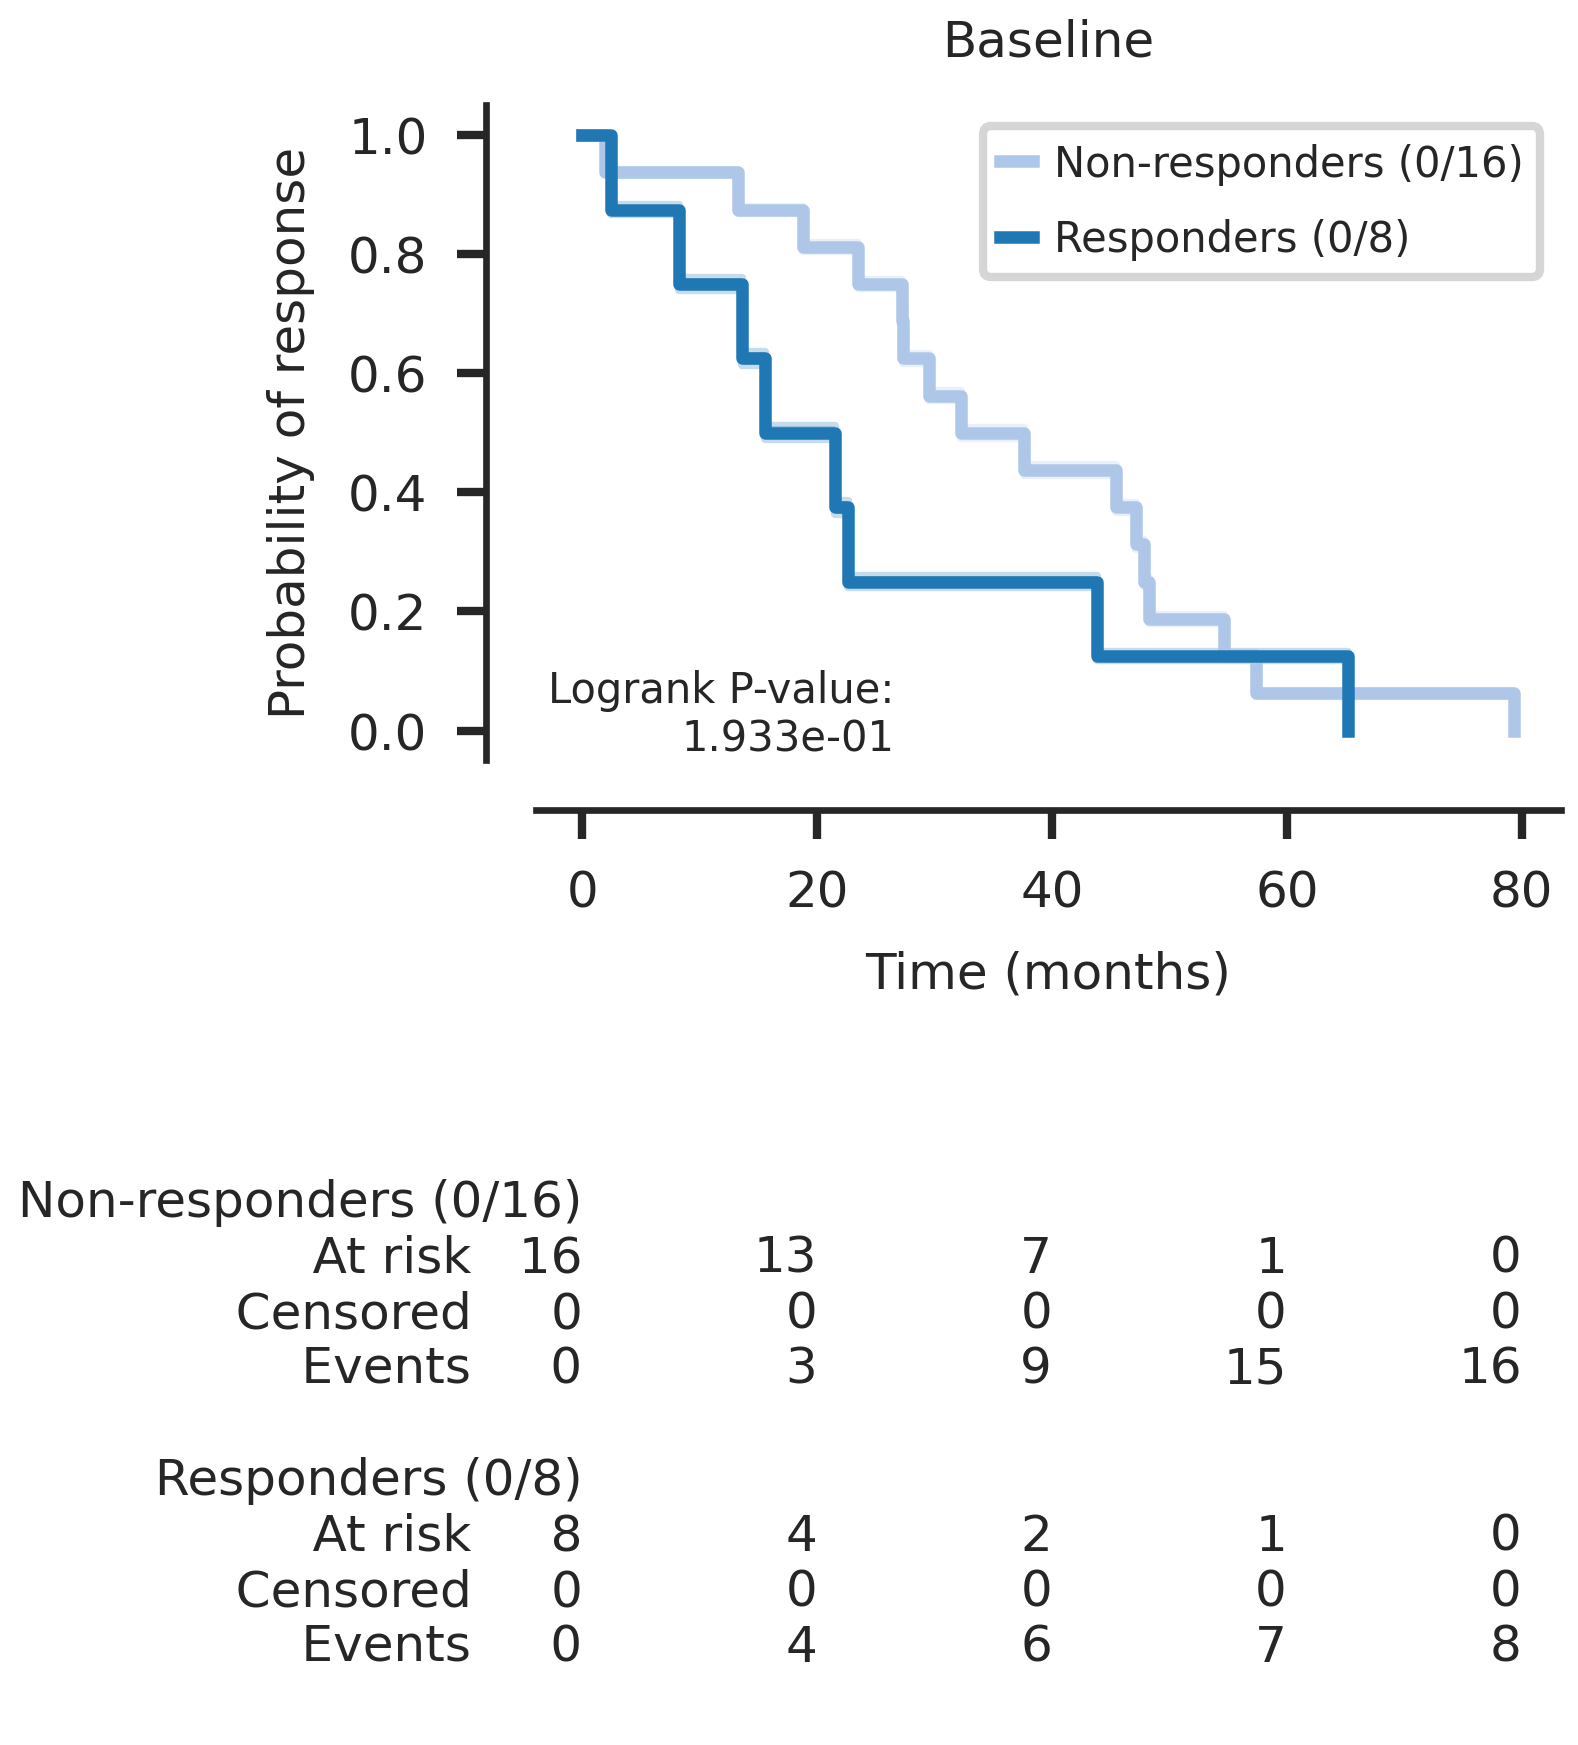 Baseline
Probability of response
1.0
0.8
0.6
0.4
0.2
0.0
Non-responders (0/16)
Responders (0/8)
Logrank P-value:
1.933e-01
0 20 40 60 80
Time (months)
Non-responders (0/16)
At risk 16 13 7 1 0
Censored 0 0 0 0 0
Events 0 3 9 15 16
Responders (0/8)
At risk 8 4 2 1 0
Censored 0 0 0 0 0
Events 0 4 6 7 8